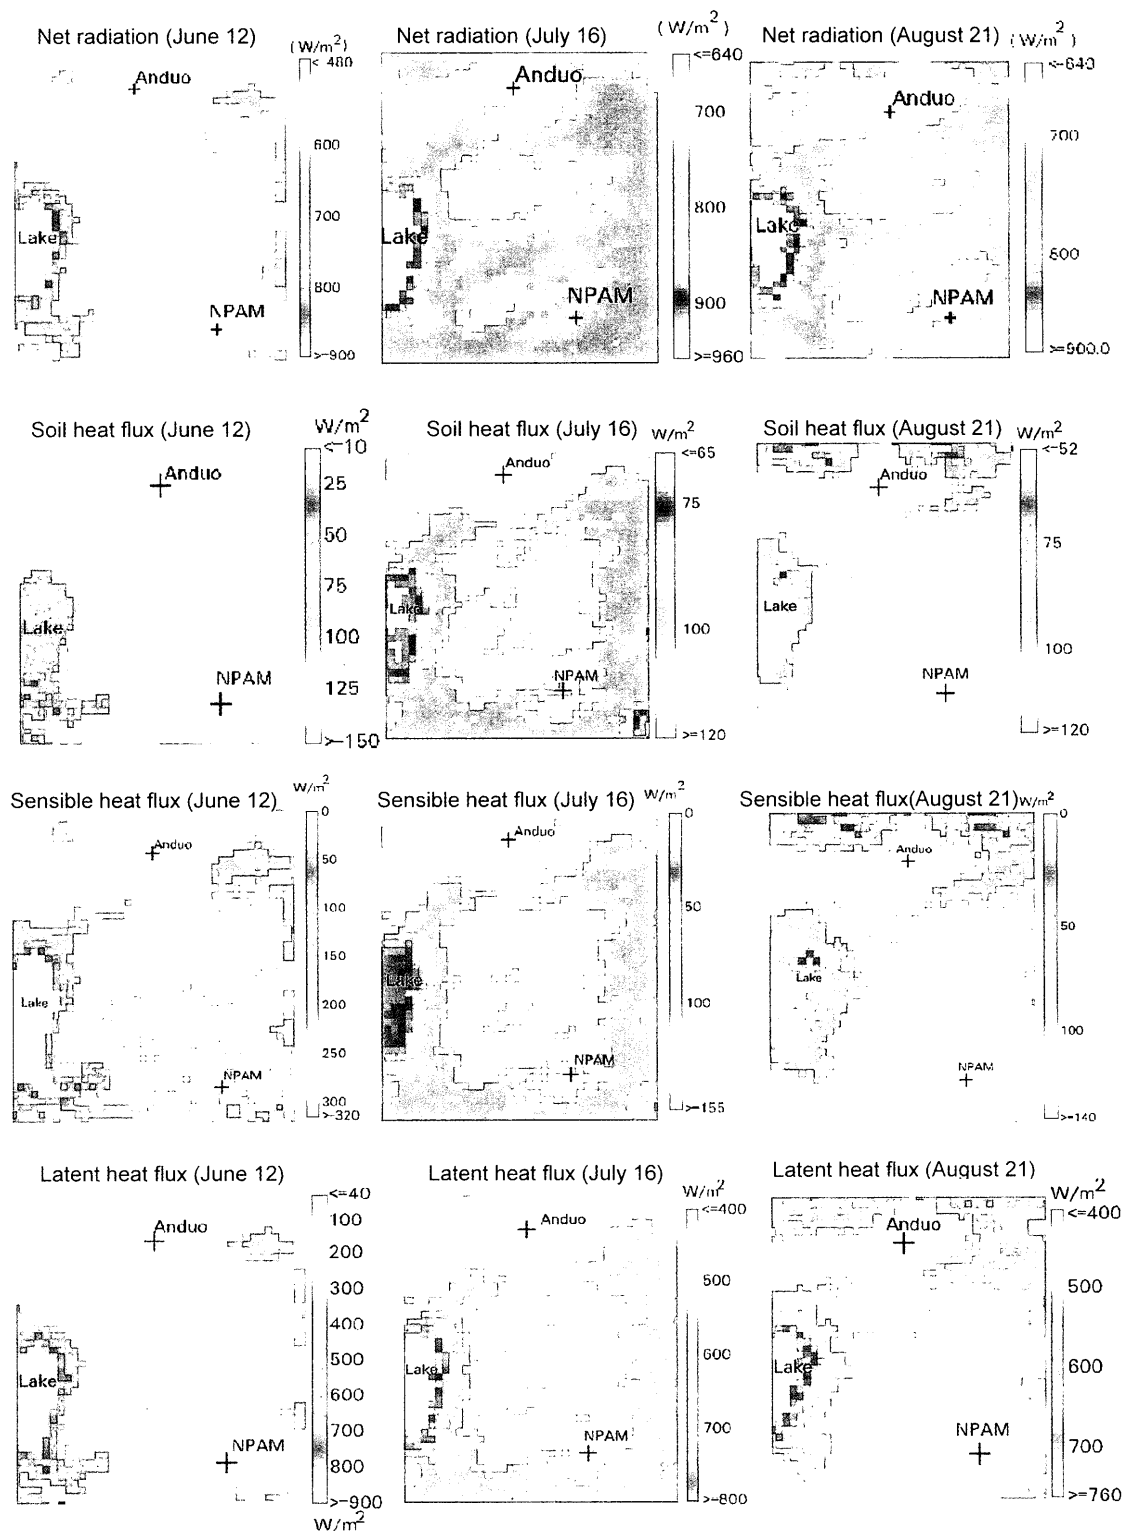 Net radiation (June 12)
(W/m²)
< 480
600
700
800
>=900
Anduo
Lake
NPAM
Net radiation (July 16)
(W/m²)
<=640
700
800
900
>=960
Anduo
Lake
NPAM
Net radiation (August 21)
(W/m²)
<-640
700
800
>=900.0
Anduo
Lake
NPAM
Soil heat flux (June 12)
W/m²
<-10
25
50
75
100
125
>-150
Anduo
Lake
NPAM
Soil heat flux (July 16)
W/m²
<=65
75
100
>=120
Anduo
Lake
NPAM
Soil heat flux (August 21)
W/m²
<-52
75
100
>=120
Anduo
Lake
NPAM
Sensible heat flux (June 12)
W/m²
0
50
100
150
200
250
300
>-320
Anduo
Lake
NPAM
Sensible heat flux (July 16)
W/m²
0
50
100
>-155
Anduo
Lake
NPAM
Sensible heat flux(August 21)
W/m²
0
50
100
>-140
Anduo
Lake
NPAM
Latent heat flux (June 12)
<=40
100
200
300
400
500
600
700
800
>-900
W/m²
Anduo
Lake
NPAM
Latent heat flux (July 16)
W/m²
<=400
500
600
700
>-800
Anduo
Lake
NPAM
Latent heat flux (August 21)
W/m²
<=400
500
600
700
>=760
Anduo
Lake
NPAM